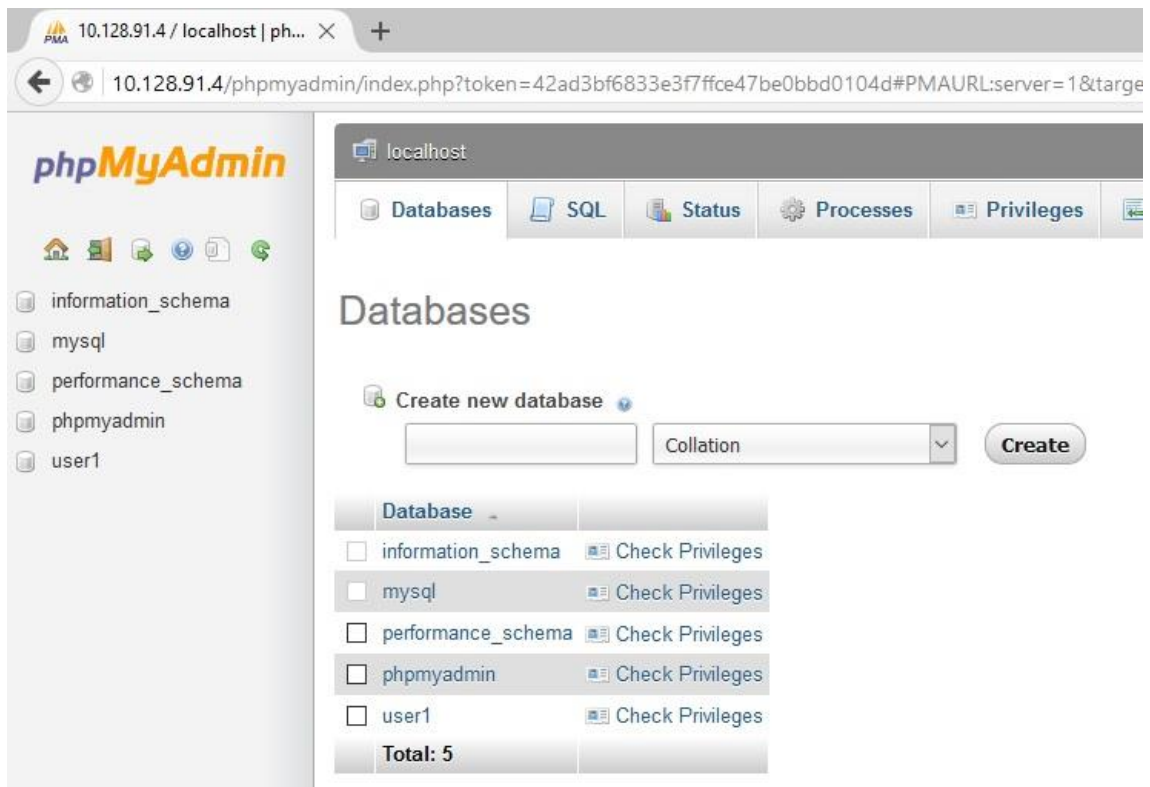 10.128.91.4 / localhost | ph...
10.128.91.4/phpmyadmin/index.php?token=42ad3bf6833e3f7ffce47be0bbd0104d#PMAURL:server=1&targe
phpMyAdmin
information_schema
mysql
performance_schema
phpmyadmin
user1
localhost
Databases SQL Status Processes Privileges
Databases
Create new database
Collation Create
Database
information_schema Check Privileges
mysql Check Privileges
performance_schema Check Privileges
phpmyadmin Check Privileges
user1 Check Privileges
Total: 5